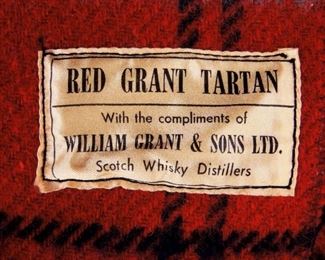 RED GRANT TARTAN
With the compliments of
WILLIAM GRANT & SONS LTD.
Scotch Whisky Distillers